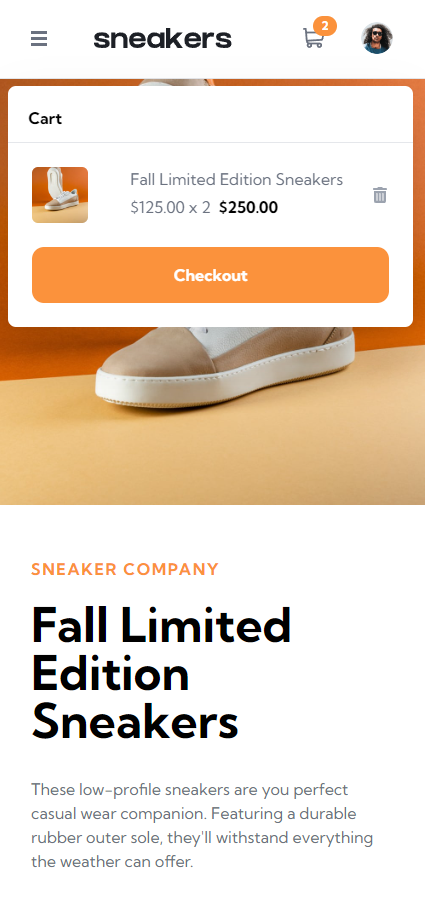 sneakers
2
Cart
Fall Limited Edition Sneakers
$125.00 x 2 $250.00
Checkout
SNEAKER COMPANY
Fall Limited
Edition
Sneakers
These low-profile sneakers are you perfect
casual wear companion. Featuring a durable
rubber outer sole, they'll withstand everything
the weather can offer.